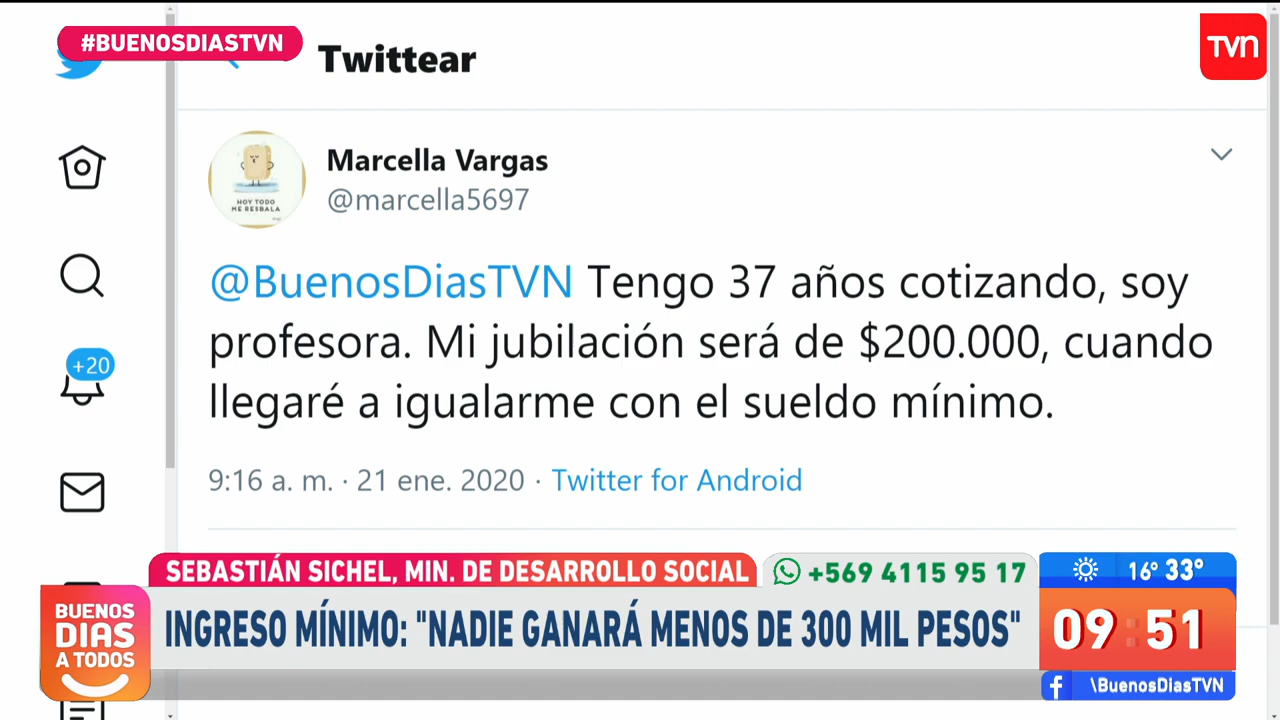 #BUENOSDIASTVN
Twittear
TVN
HOY TODO
ME RESBALA
Marcella Vargas
@marcella5697
@BuenosDiasTVN Tengo 37 años cotizando, soy
profesora. Mi jubilación será de $200.000, cuando
llegaré a igualarme con el sueldo mínimo.
+20
9:16 a. m. · 21 ene. 2020 · Twitter for Android
SEBASTIÁN SICHEL, MIN. DE DESARROLLO SOCIAL
+569 4115 95 17
16° 33°
BUENOS
DIAS
A TODOS
INGRESO MÍNIMO: "NADIE GANARÁ MENOS DE 300 MIL PESOS"
09:51
\BuenosDiasTVN